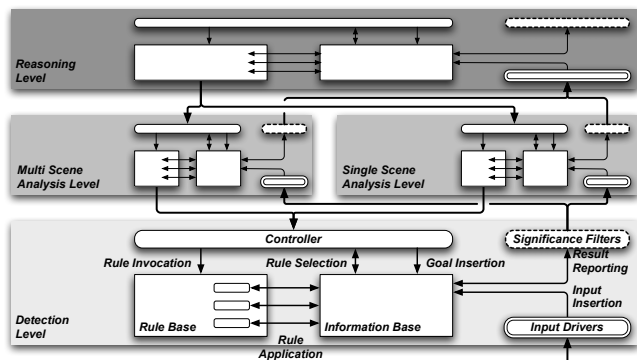 Reasoning
Level
Multi Scene
Analysis Level
Single Scene
Analysis Level
Controller
Significance Filters
Rule Invocation
Rule Selection
Goal Insertion
Result
Reporting
Input
Insertion
Detection
Level
Rule Base
Information Base
Input Drivers
Rule
Application